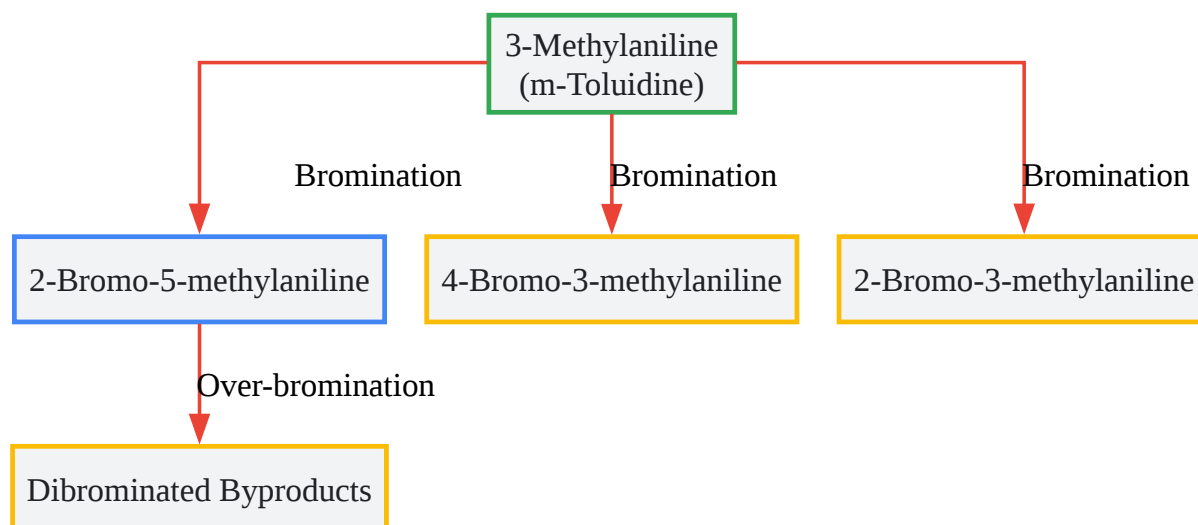 3-Methylaniline
(m-Toluidine)
Bromination
Bromination
Bromination
2-Bromo-5-methylaniline
4-Bromo-3-methylaniline
2-Bromo-3-methylaniline
Over-bromination
Dibrominated Byproducts